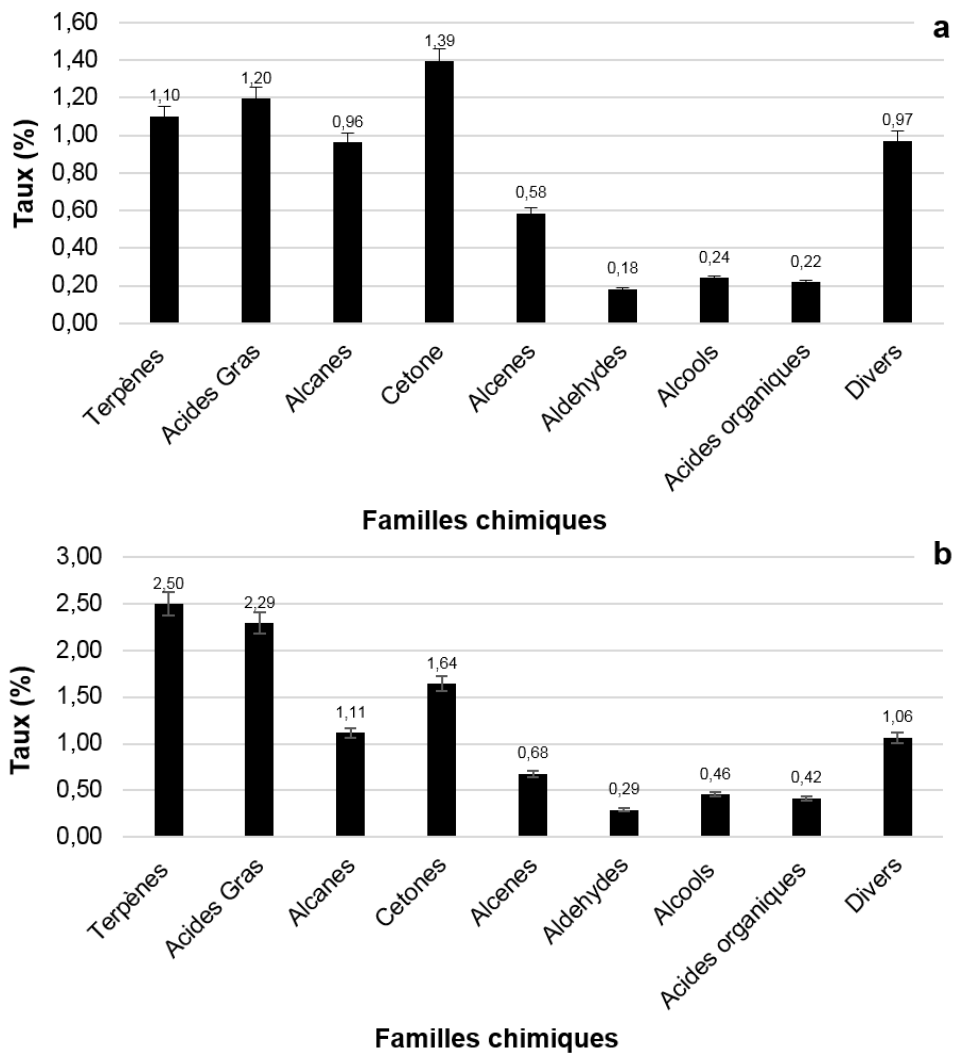 a
1,60
1,40
1,20
1,00
0,80
0,60
0,40
0,20
0,00
Taux (%)
1,10
1,20
0,96
1,39
0,58
0,18
0,24
0,22
0,97
Terpènes
Acides Gras
Alcanes
Cetone
Alcenes
Aldehydes
Alcools
Acides organiques
Divers
Familles chimiques
b
3,00
2,50
2,00
1,50
1,00
0,50
0,00
Taux (%)
2,50
2,29
1,11
1,64
0,68
0,29
0,46
0,42
1,06
Terpènes
Acides Gras
Alcanes
Cetones
Alcenes
Aldehydes
Alcools
Acides organiques
Divers
Familles chimiques